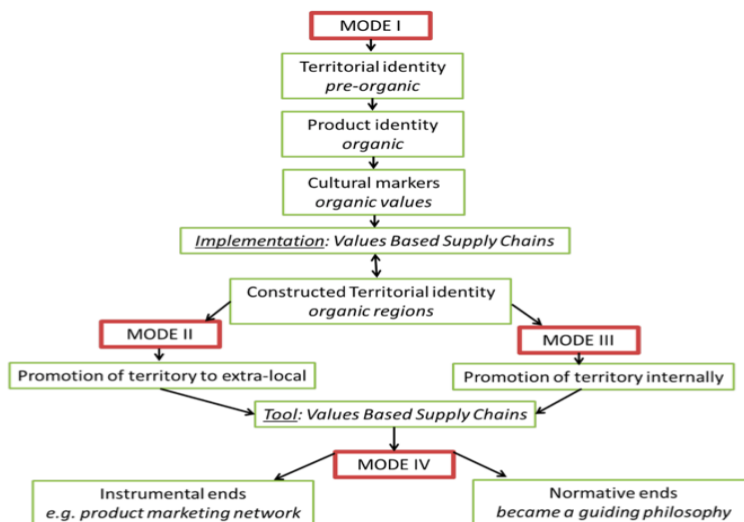 MODE I
Territorial identity
pre-organic
Product identity
organic
Cultural markers
organic values
Implementation: Values Based Supply Chains
Constructed Territorial identity
organic regions
MODE II
MODE III
Promotion of territory to extra-local
Promotion of territory internally
Tool: Values Based Supply Chains
MODE IV
Instrumental ends
e.g. product marketing network
Normative ends
became a guiding philosophy